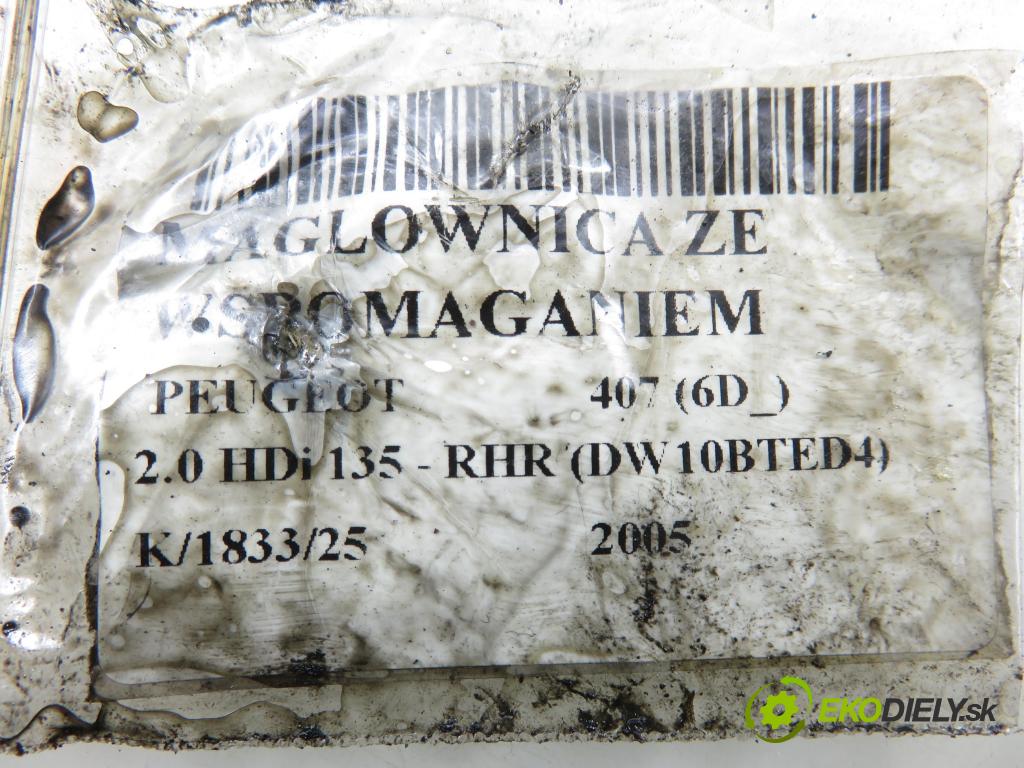 MAGLOWNICA ZE
WSPOMAGANIEM
PEUGEOT 407 (6D_)
2.0 HDi 135 - RHR (DW10BTED4)
K/1833/25 2005
EKODIELY.sk